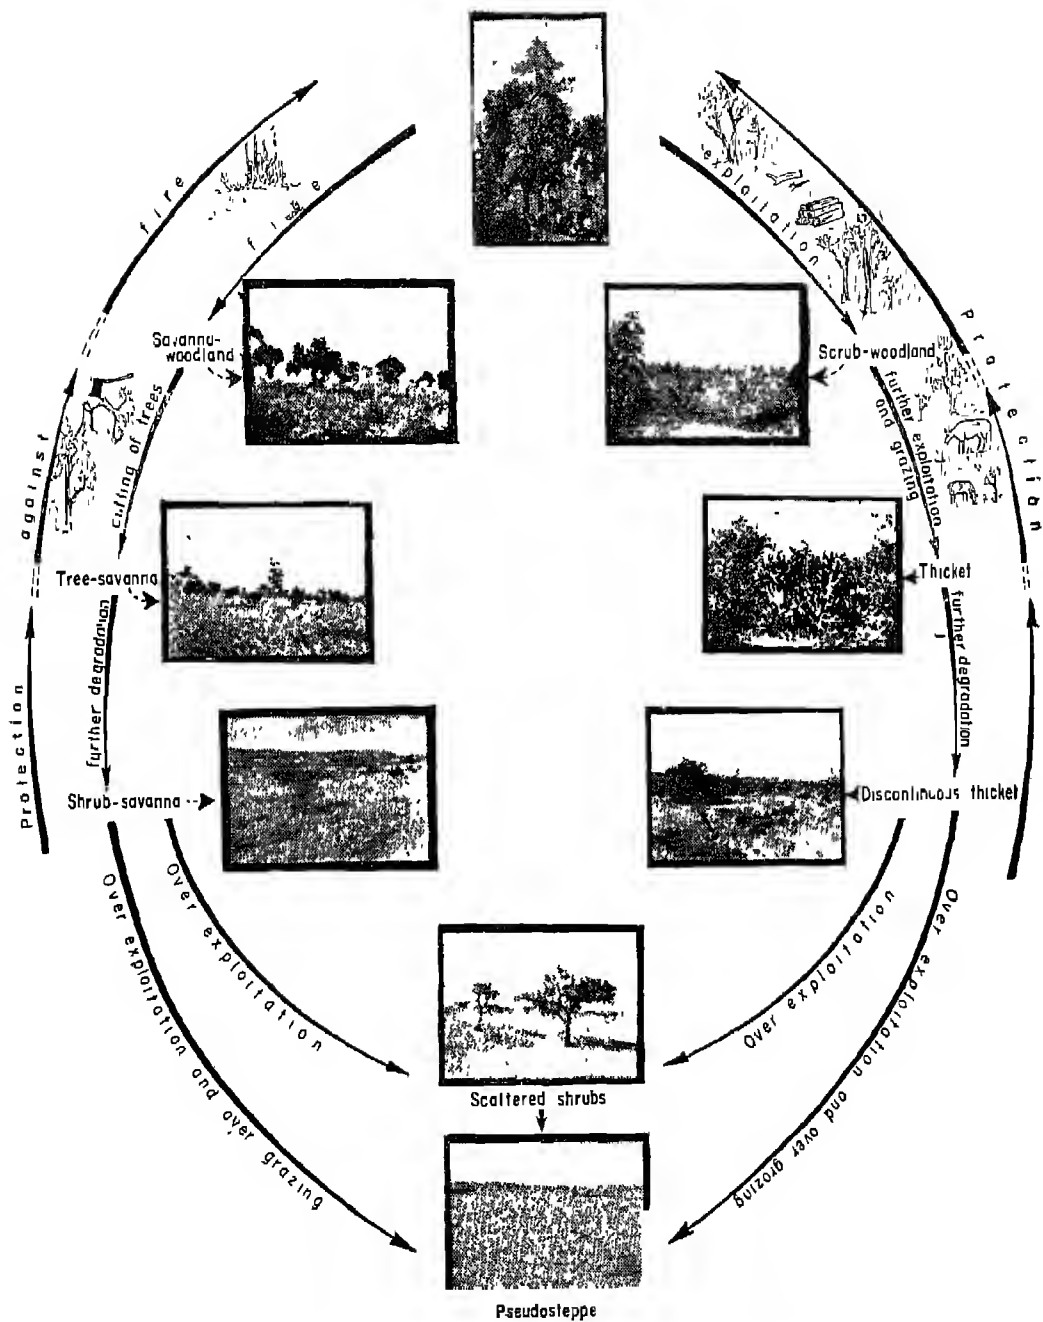 Protection against fire
fire
exploitation
Protection
Savanna-
woodland
Scrub-woodland
cutting of trees
further exploitation
and grazing
Tree-savanna
Thicket
further degradation
further degradation
Shrub-savanna
Discontinuous thicket
Over exploitation
Over exploitation
Over exploitation and over grazing
Over exploitation and over grazing
Scattered shrubs
Pseudosteppe